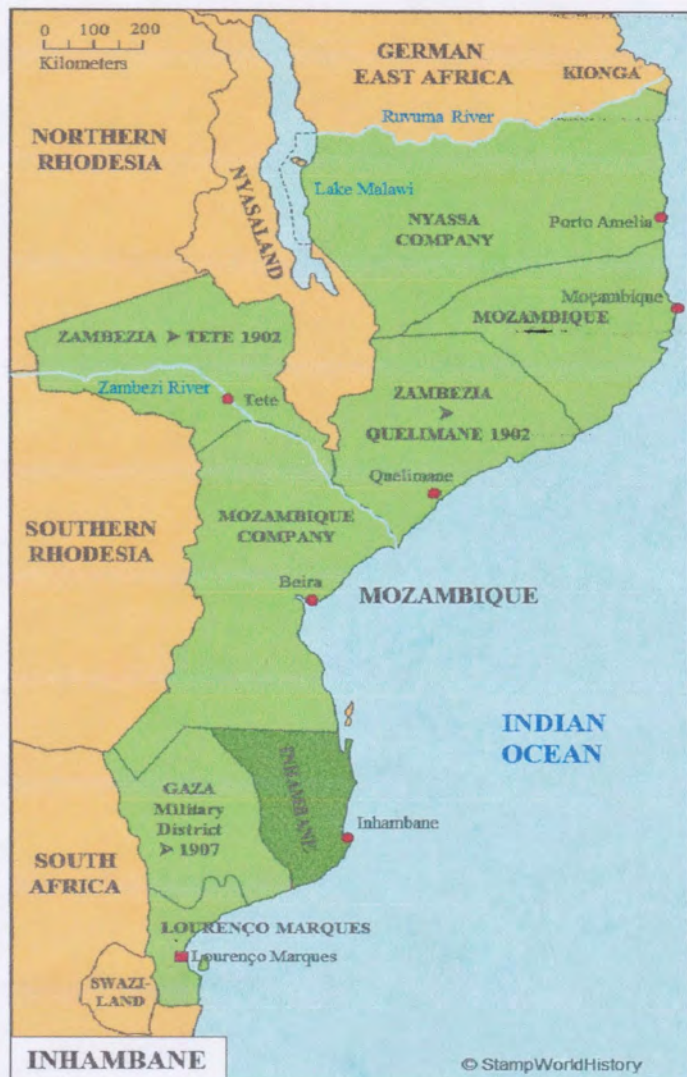 0 100 200
Kilometers
GERMAN
EAST AFRICA
KIONGA
Ruvuma River
NORTHERN
RHODESIA
NYASALAND
Lake Malawi
NYASSA
COMPANY
Porto Amelia
Moçambique
MOZAMBIQUE
ZAMBEZIA ➤ TETE 1902
Zambezi River
Tete
ZAMBEZIA
➤
QUELIMANE 1902
Quelimane
SOUTHERN
RHODESIA
MOZAMBIQUE
COMPANY
Beira
MOZAMBIQUE
INDIAN
OCEAN
GAZA
Military
District
➤ 1907
INHAMBANE
Inhambane
SOUTH
AFRICA
LOURENÇO MARQUES
Lourenço Marques
SWAZI-
LAND
INHAMBANE
© StampWorldHistory